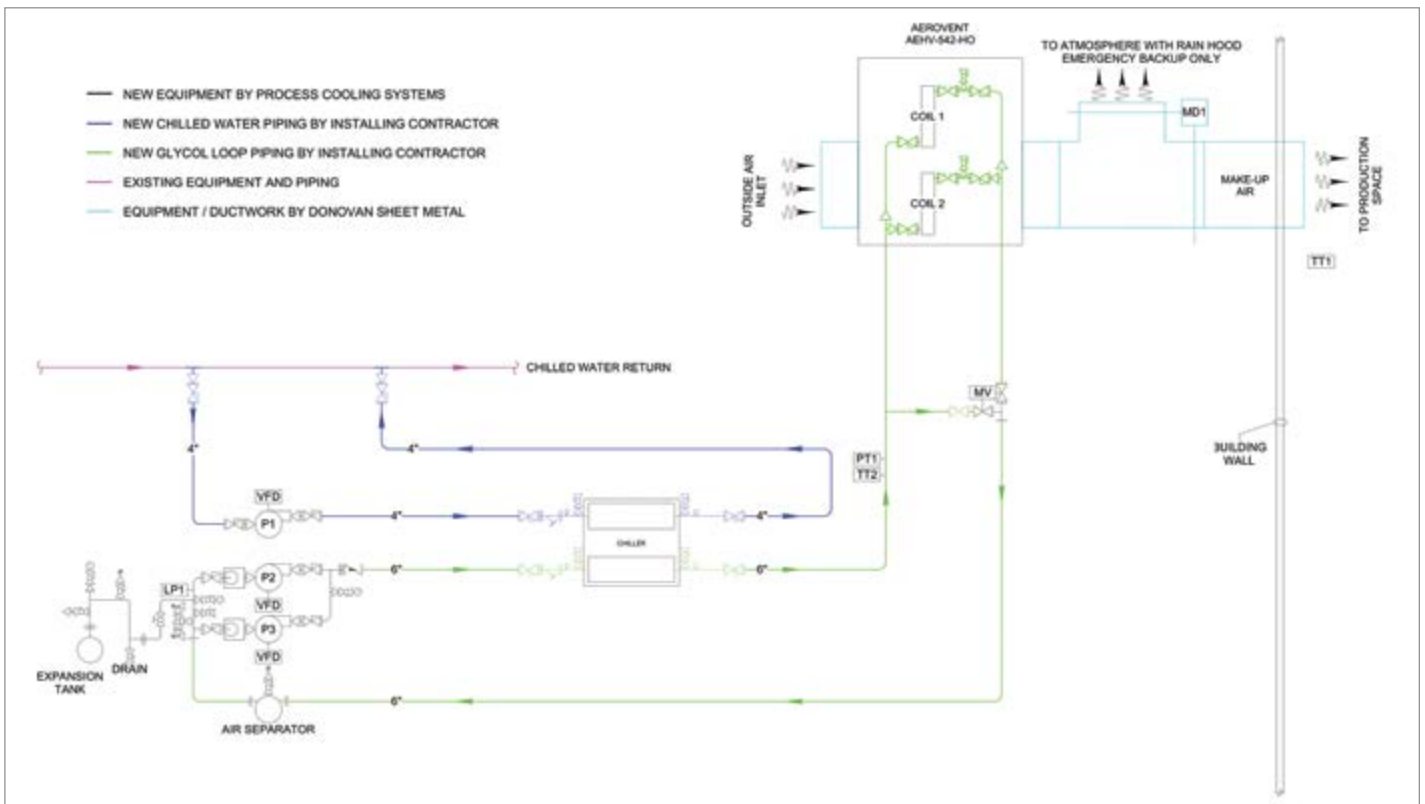 AEROVENT
AEHV-542-HO
TO ATMOSPHERE WITH RAIN HOOD
EMERGENCY BACKUP ONLY
NEW EQUIPMENT BY PROCESS COOLING SYSTEMS
NEW CHILLED WATER PIPING BY INSTALLING CONTRACTOR
NEW GLYCOL LOOP PIPING BY INSTALLING CONTRACTOR
EXISTING EQUIPMENT AND PIPING
EQUIPMENT / DUCTWORK BY DONOVAN SHEET METAL
COIL 1
COIL 2
MD1
OUTSIDE AIR
INLET
MAKE-UP
AIR
TO PRODUCTION
SPACE
TT1
CHILLED WATER RETURN
MV
BUILDING
WALL
4"
4"
PT1
TT2
VFD
P1
4"
4"
CHILLER
P2
6"
6"
LP1
VFD
P3
VFD
EXPANSION
TANK
DRAIN
6"
AIR SEPARATOR